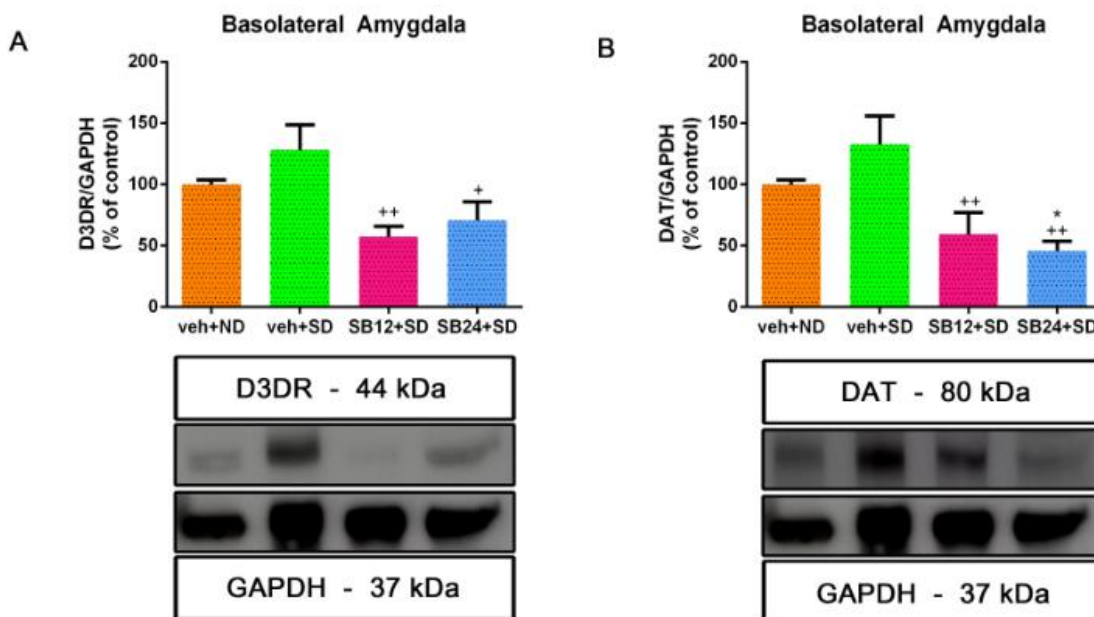 A
Basolateral Amygdala
D3DR/GAPDH
(% of control)
200
150
100
50
0
++
+
veh+ND veh+SD SB12+SD SB24+SD
D3DR - 44 kDa
GAPDH - 37 kDa
B
Basolateral Amygdala
DAT/GAPDH
(% of control)
200
150
100
50
0
++
*
++
veh+ND veh+SD SB12+SD SB24+SD
DAT - 80 kDa
GAPDH - 37 kDa